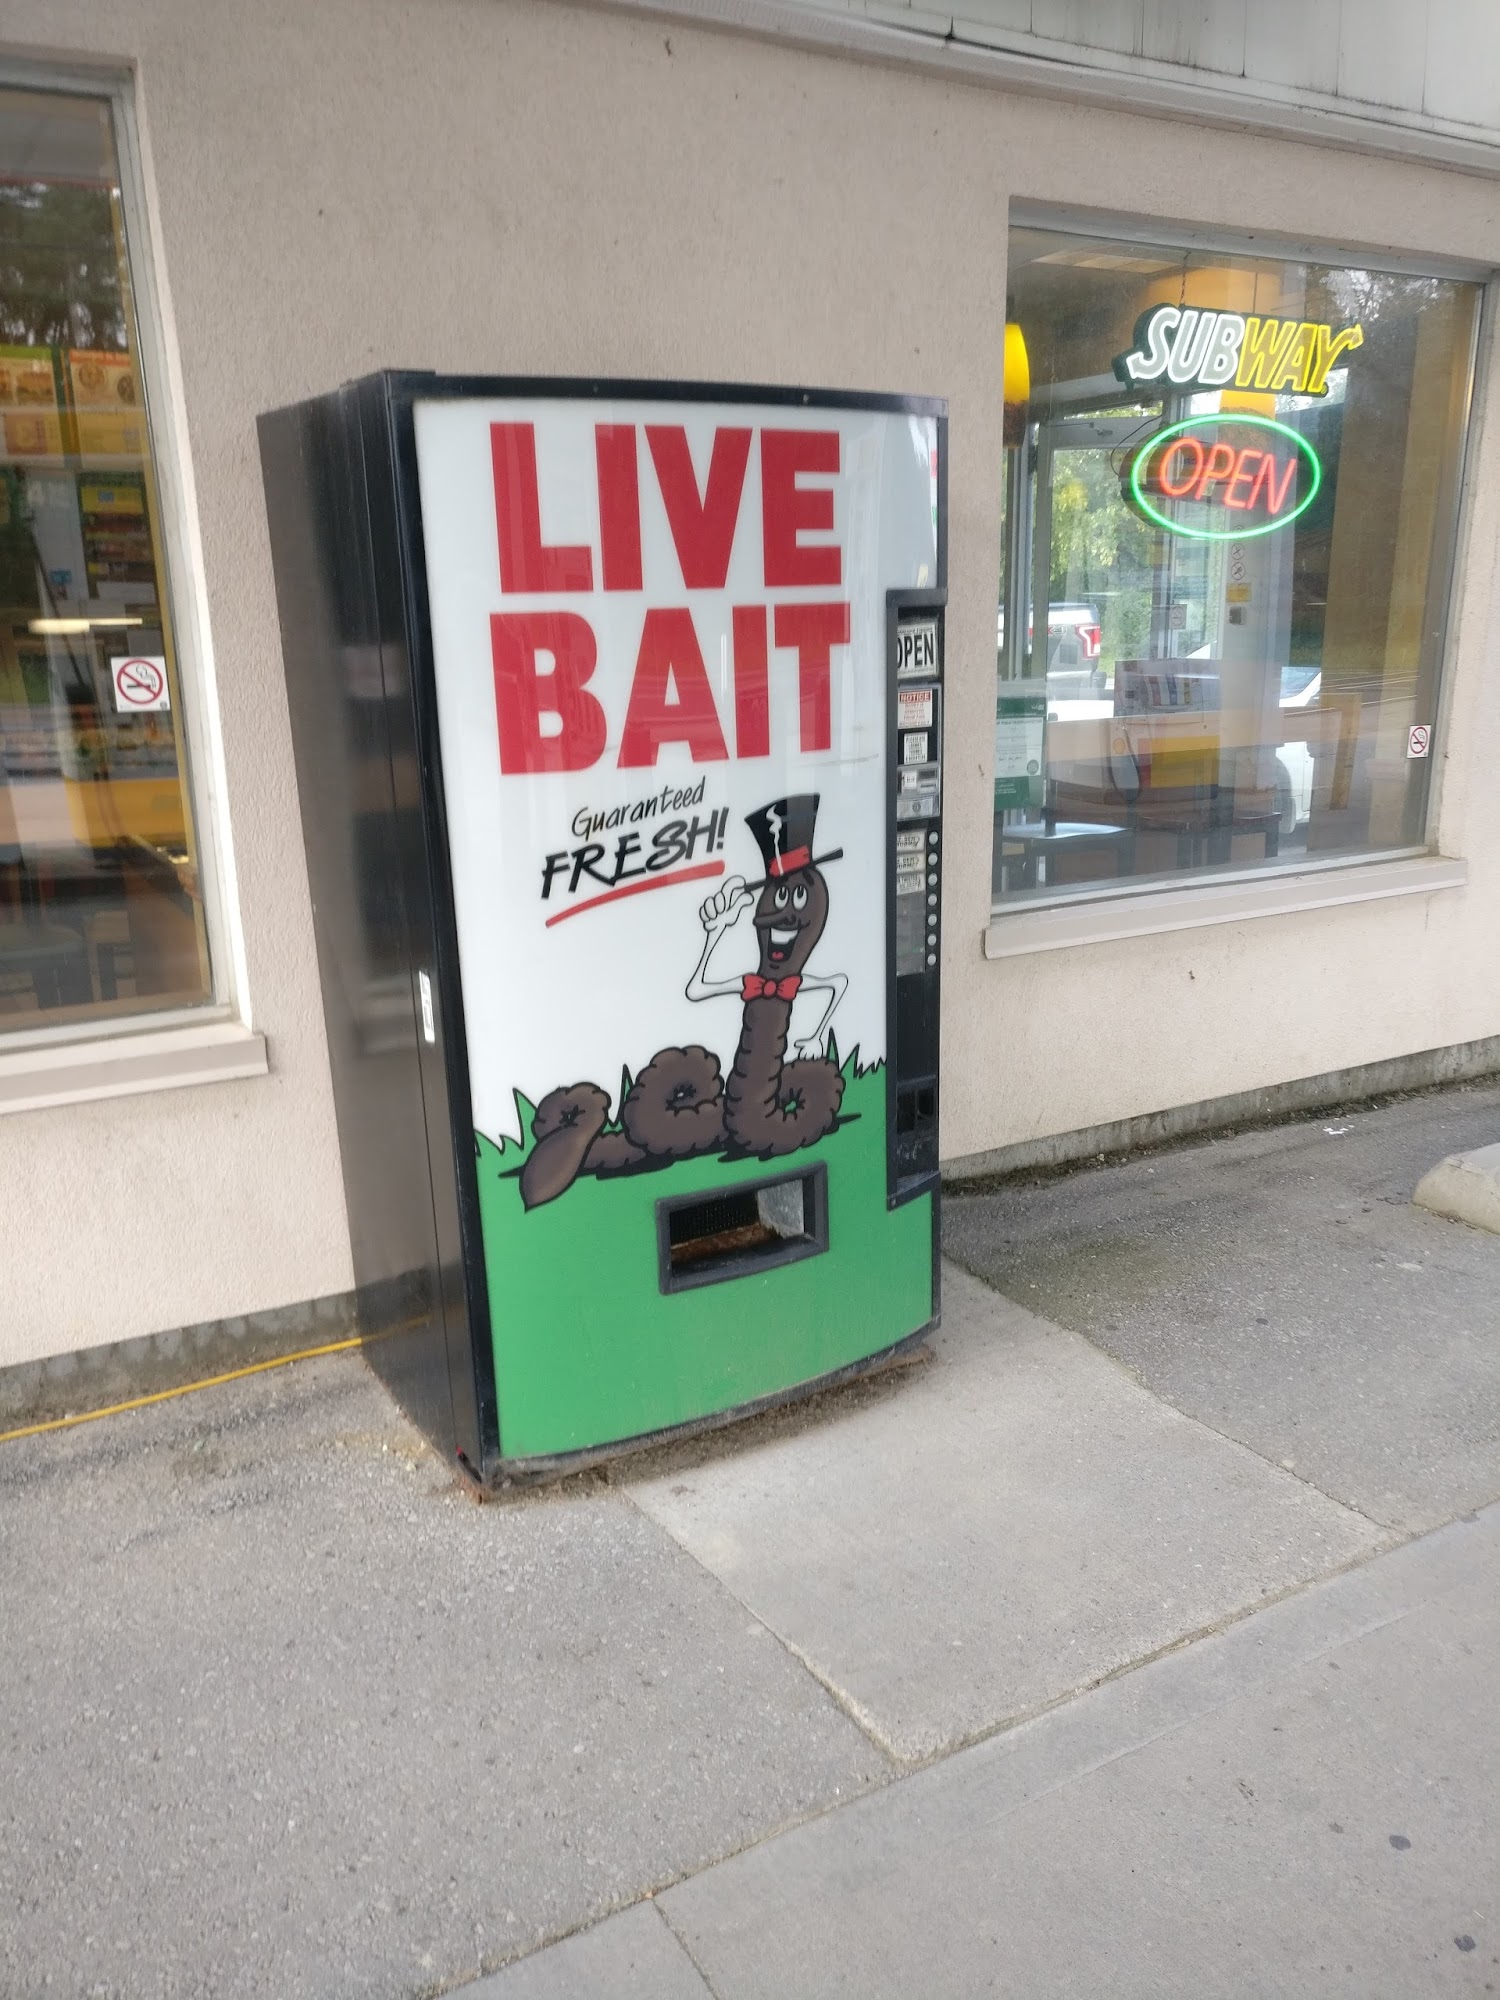 LIVE
BAIT
Guaranteed
FRESH!
OPEN
NOTICE
SUBWAY
OPEN